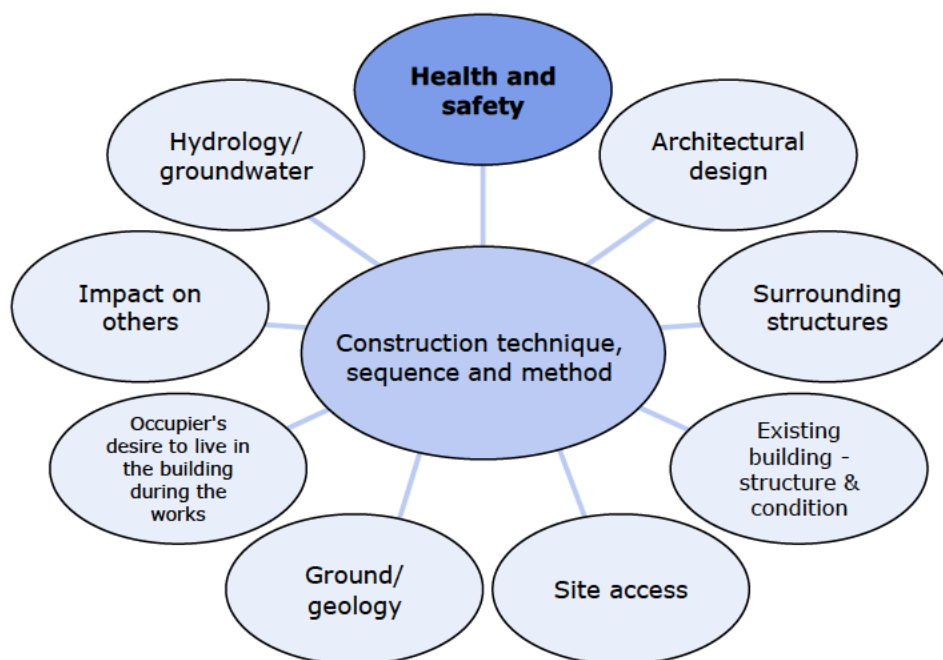 Health and
safety
Architectural
design
Surrounding
structures
Existing
building -
structure &
condition
Site access
Ground/
geology
Occupier's
desire to live in
the building
during the
works
Impact on
others
Hydrology/
groundwater
Construction technique,
sequence and method